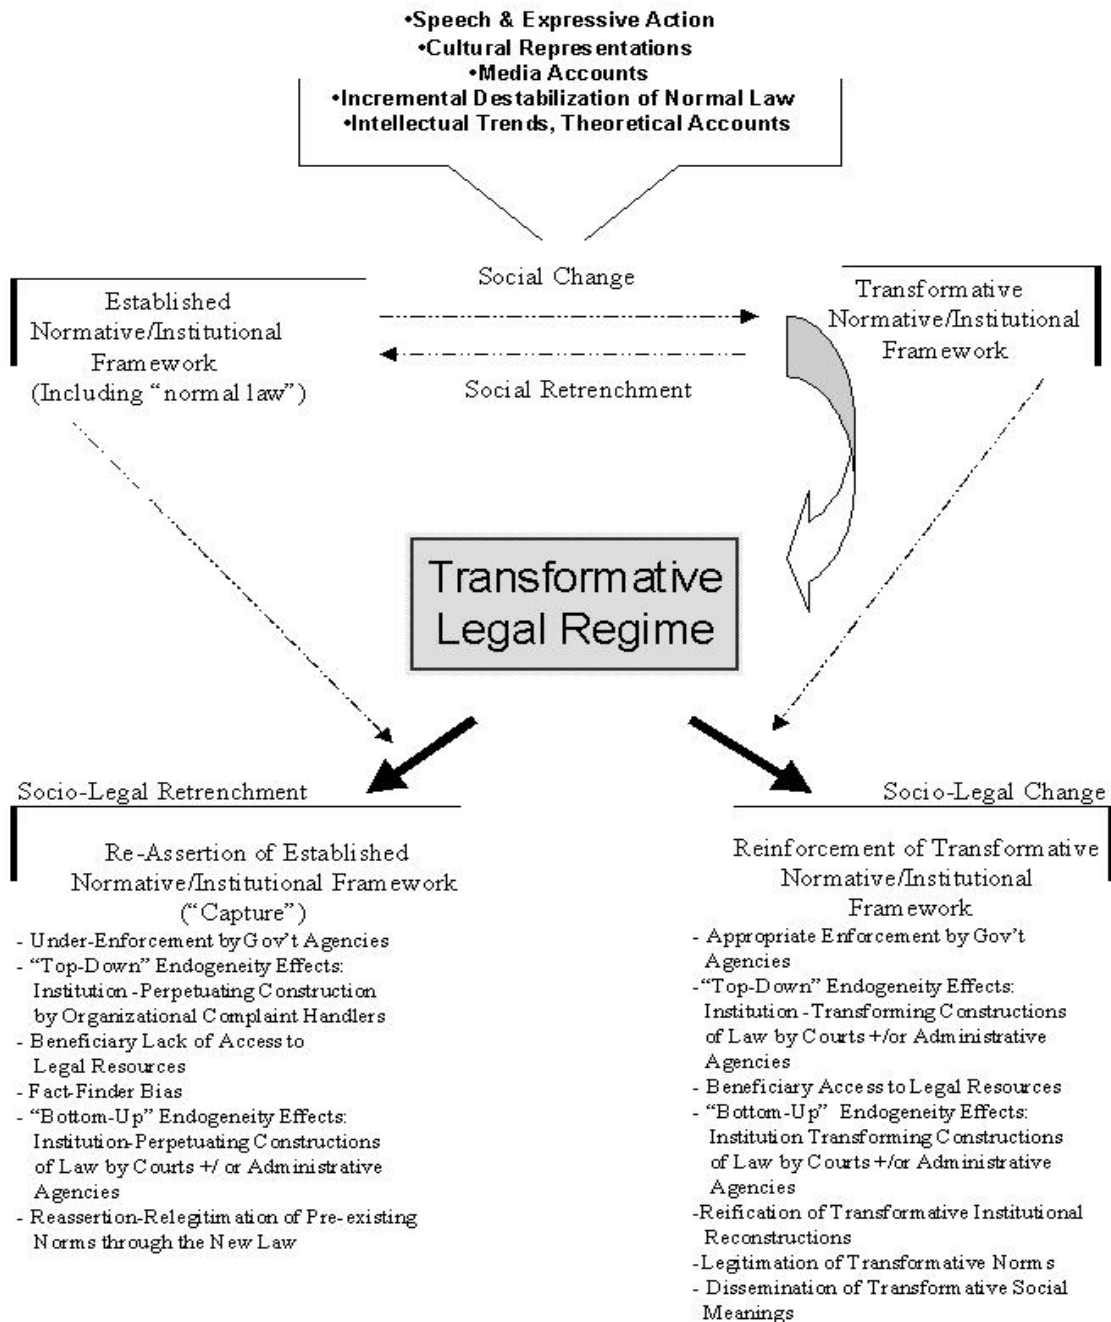 •Speech & Expressive Action
•Cultural Representations
•Media Accounts
•Incremental Destabilization of Normal Law
•Intellectual Trends, Theoretical Accounts
Social Change
Established
Normative/Institutional
Framework
(Including “normal law”)
Transformative
Normative/Institutional
Framework
Social Retrenchment
Transformative
Legal Regime
Socio-Legal Retrenchment
Re-Assertion of Established
Normative/Institutional Framework
(“Capture”)
- Under-Enforcement by Gov't Agencies
- “Top-Down” Endogeneity Effects:
Institution -Perpetuating Construction
by Organizational Complaint Handlers
- Beneficiary Lack of Access to
Legal Resources
- Fact-Finder Bias
- “Bottom-Up” Endogeneity Effects:
Institution-Perpetuating Constructions
of Law by Courts +/ or Administrative
Agencies
- Reassertion-Relegitimation of Pre-existing
Norms through the New Law
Socio-Legal Change
Reinforcement of Transformative
Normative/Institutional
Framework
- Appropriate Enforcement by Gov't
Agencies
-“Top-Down” Endogeneity Effects:
Institution -Transforming Constructions
of Law by Courts +/or Administrative
Agencies
- Beneficiary Access to Legal Resources
- “Bottom-Up” Endogeneity Effects:
Institution Transforming Constructions
of Law by Courts +/or Administrative
Agencies
-Reification of Transformative Institutional
Reconstructions
-Legitimation of Transformative Norms
- Dissemination of Transformative Social
Meanings